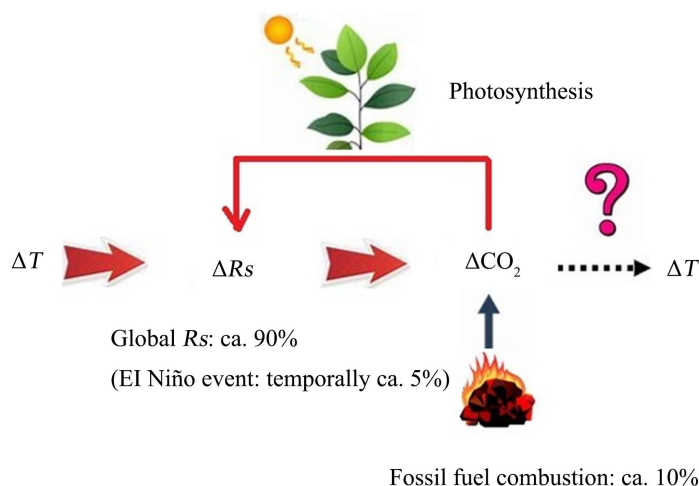 Photosynthesis
?
ΔT ΔRs ΔCO₂ ΔT
Global Rs: ca. 90%
(EI Niño event: temporally ca. 5%)
Fossil fuel combustion: ca. 10%